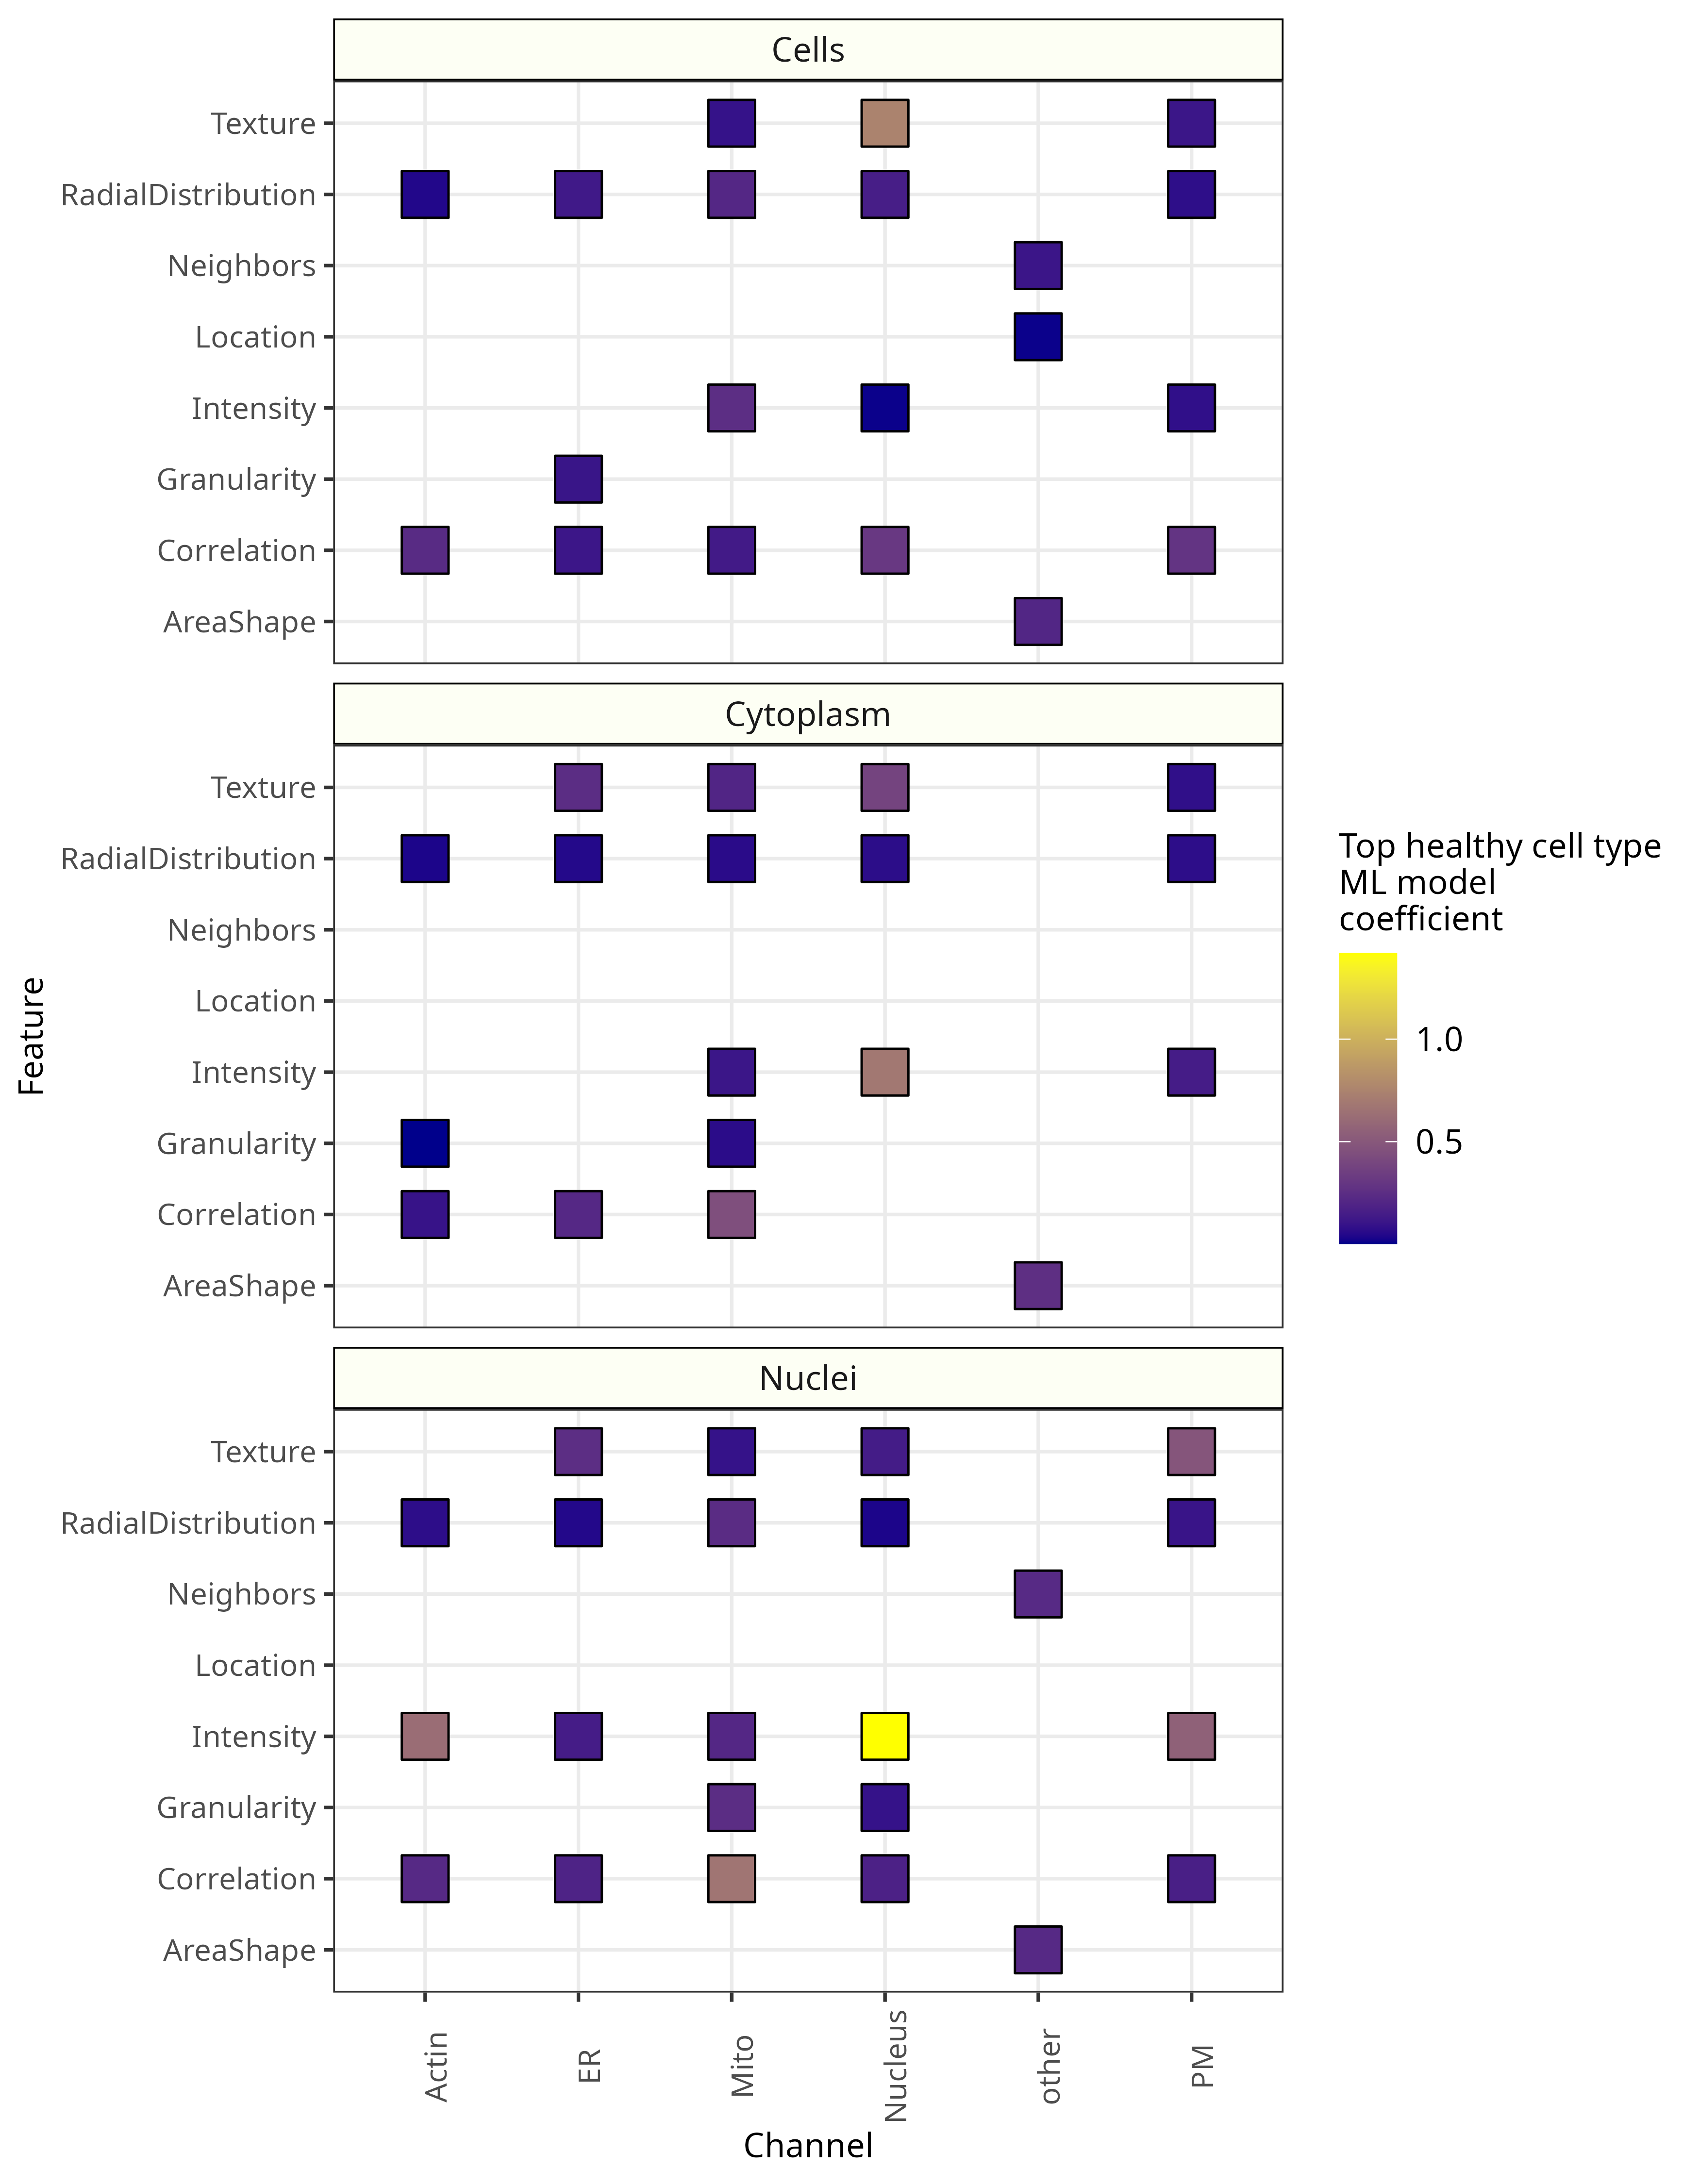 Cells
Texture
RadialDistribution
Neighbors
Location
Intensity
Granularity
Correlation
AreaShape
Cytoplasm
Texture
RadialDistribution
Neighbors
Location
Intensity
Granularity
Correlation
AreaShape
Nuclei
Texture
RadialDistribution
Neighbors
Location
Intensity
Granularity
Correlation
AreaShape
Feature
Actin
ER
Mito
Nucleus
other
PM
Channel
Top healthy cell type
ML model
coefficient
1.0
0.5